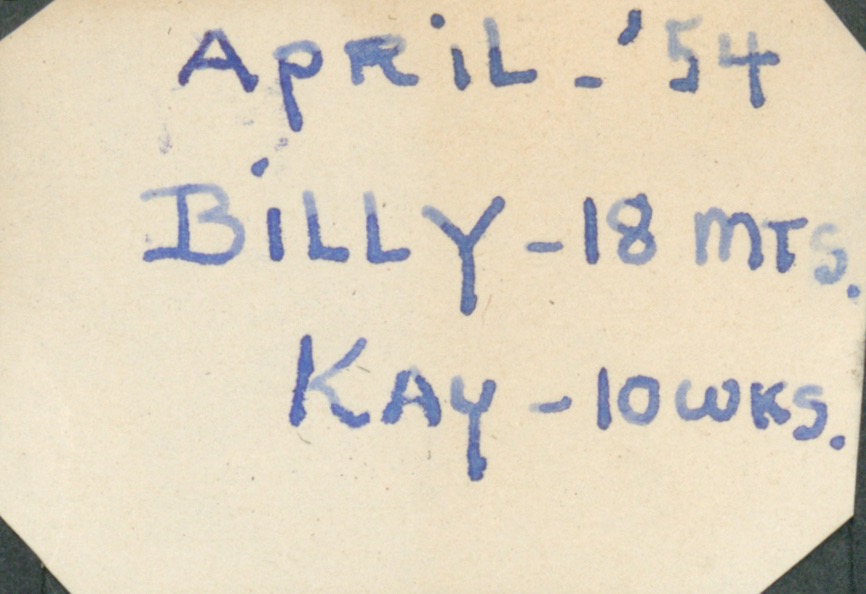 APRiL - '54
BiLLY - 18 MTS.
KAY - 10 WKS.